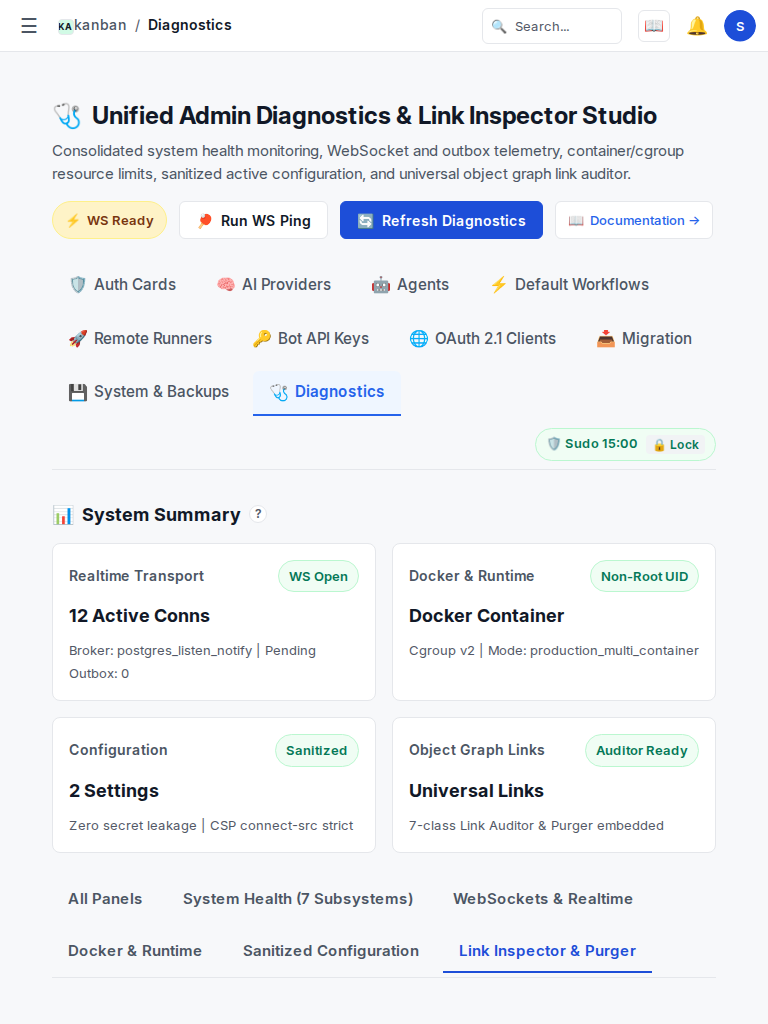 ☰ KA kanban / Diagnostics 🔍 Search... 📖 🔔 S
🩺 Unified Admin Diagnostics & Link Inspector Studio
Consolidated system health monitoring, WebSocket and outbox telemetry, container/cgroup
resource limits, sanitized active configuration, and universal object graph link auditor.
⚡ WS Ready 🏓 Run WS Ping 🔄 Refresh Diagnostics 📖 Documentation →
🛡️ Auth Cards 🧠 AI Providers 🤖 Agents ⚡ Default Workflows
🚀 Remote Runners 🔑 Bot API Keys 🌐 OAuth 2.1 Clients 📥 Migration
💾 System & Backups 🩺 Diagnostics
🛡️ Sudo 15:00 🔒 Lock
📊 System Summary ?
Realtime Transport WS Open
12 Active Conns
Broker: postgres_listen_notify | Pending
Outbox: 0
Docker & Runtime Non-Root UID
Docker Container
Cgroup v2 | Mode: production_multi_container
Configuration Sanitized
2 Settings
Zero secret leakage | CSP connect-src strict
Object Graph Links Auditor Ready
Universal Links
7-class Link Auditor & Purger embedded
All Panels System Health (7 Subsystems) WebSockets & Realtime
Docker & Runtime Sanitized Configuration Link Inspector & Purger